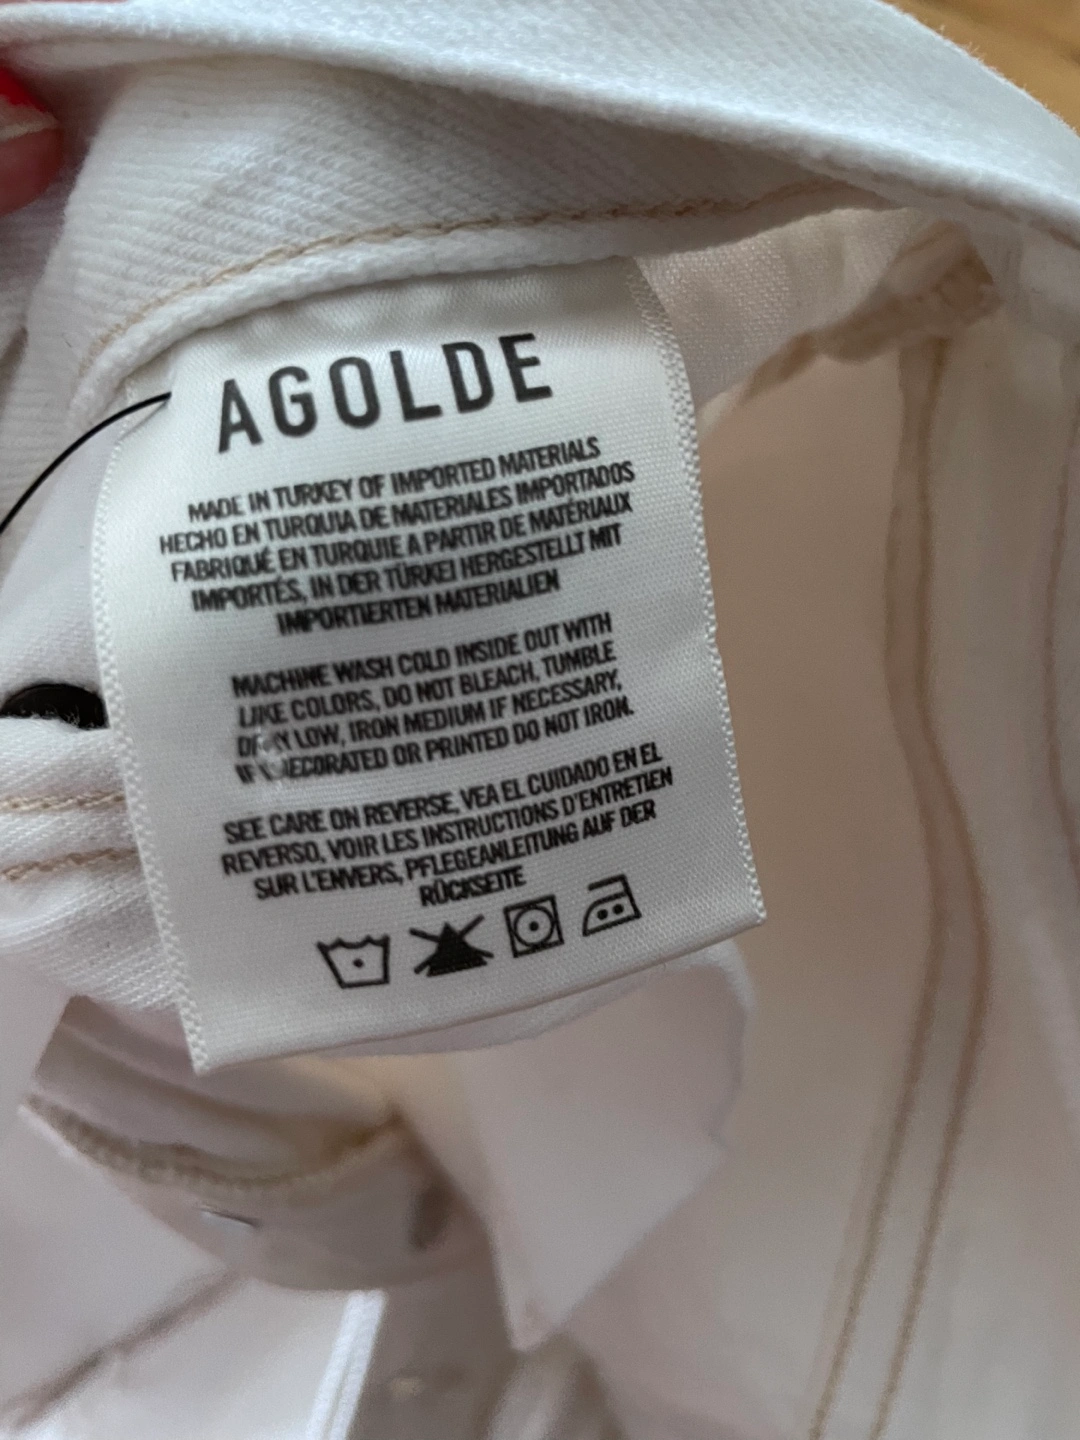 AGOLDE
MADE IN TURKEY OF IMPORTED MATERIALS
HECHO EN TURQUIA DE MATERIALES IMPORTADOS
FABRIQUÉ EN TURQUIE A PARTIR DE MATÉRIAUX
IMPORTÉS, IN DER TÜRKEI HERGESTELLT MIT
IMPORTIERTEN MATERIALIEN
MACHINE WASH COLD INSIDE OUT WITH
LIKE COLORS, DO NOT BLEACH, TUMBLE
DRY LOW, IRON MEDIUM IF NECESSARY,
IF DECORATED OR PRINTED DO NOT IRON.
SEE CARE ON REVERSE, VEA EL CUIDADO EN EL
REVERSO, VOIR LES INSTRUCTIONS D'ENTRETIEN
SUR L'ENVERS, PFLEGEANLEITUNG AUF DER
RÜCKSEITE